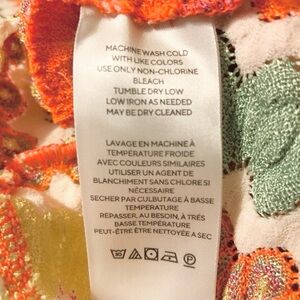 MACHINE WASH COLD
WITH LIKE COLORS
USE ONLY NON-CHLORINE
BLEACH
TUMBLE DRY LOW
LOW IRON AS NEEDED
MAY BE DRY CLEANED
LAVAGE EN MACHINE À
TEMPÉRATURE FROIDE
AVEC COULEURS SIMILAIRES
UTILISER UN AGENT DE
BLANCHIMENT SANS CHLORE SI
NÉCESSAIRE
SECHER PAR CULBUTAGE À BASSE
TEMPERATURE
REPASSER, AU BESOIN, À TRÈS
BASSE TEMPÉRATURE
PEUT-ÊTRE ÊTRE NETTOYÉE A SEC